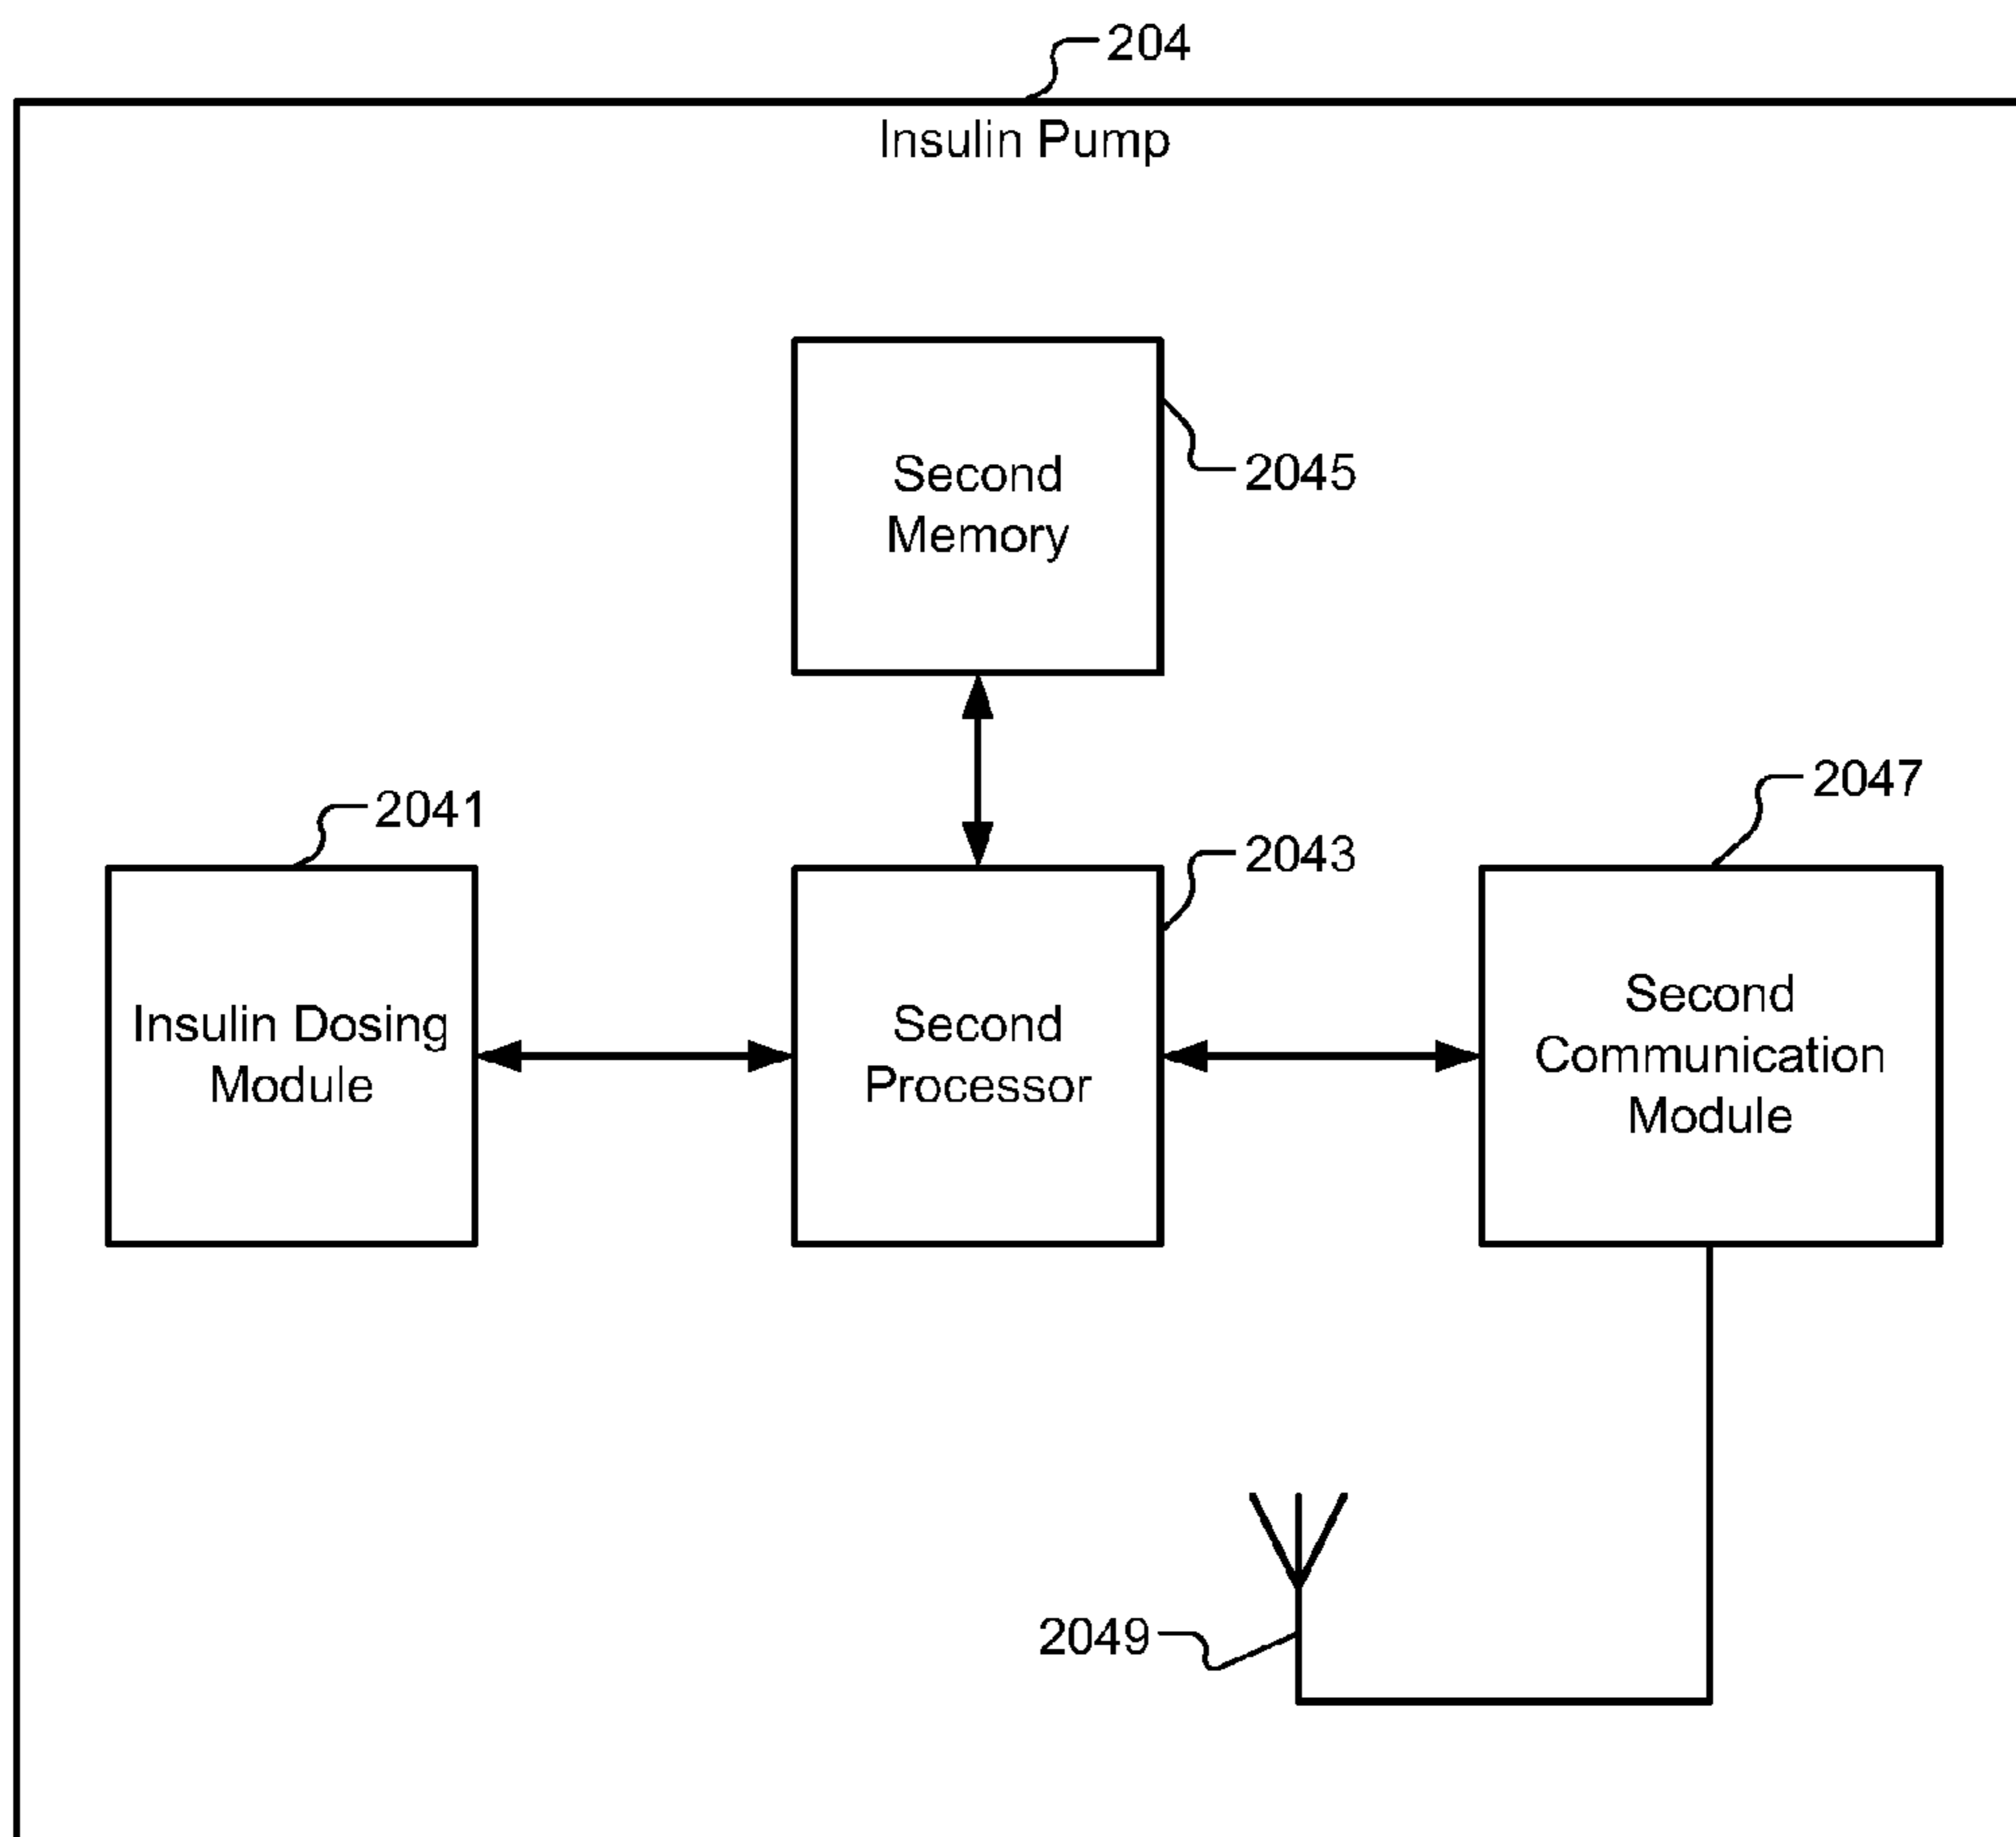 204
Insulin Pump
Second
Memory
2045
2041
2043
2047
Insulin Dosing
Module
Second
Processor
Second
Communication
Module
2049